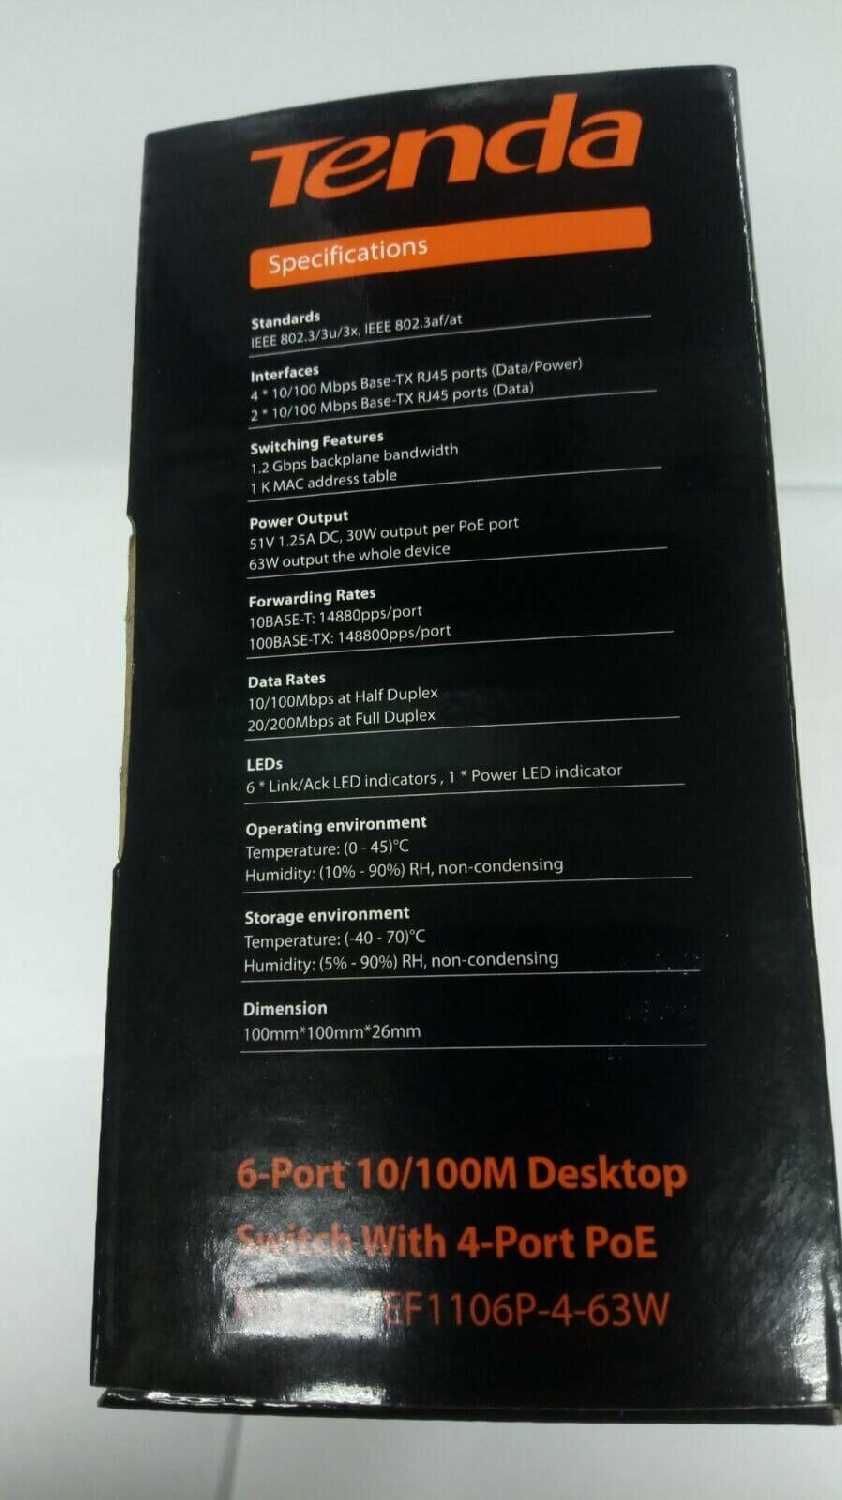 Tenda
Specifications
Standards
IEEE 802.3/3u/3x, IEEE 802.3af/at
Interfaces
4 * 10/100 Mbps Base-TX RJ45 ports (Data/Power)
2 * 10/100 Mbps Base-TX RJ45 ports (Data)
Switching Features
1.2 Gbps backplane bandwidth
1 K MAC address table
Power Output
51V 1.25A DC, 30W output per PoE port
63W output the whole device
Forwarding Rates
10BASE-T: 14880pps/port
100BASE-TX: 148800pps/port
Data Rates
10/100Mbps at Half Duplex
20/200Mbps at Full Duplex
LEDs
6 * Link/Ack LED indicators , 1 * Power LED indicator
Operating environment
Temperature: (0 - 45)°C
Humidity: (10% - 90%) RH, non-condensing
Storage environment
Temperature: (-40 - 70)°C
Humidity: (5% - 90%) RH, non-condensing
Dimension
100mm*100mm*26mm
6-Port 10/100M Desktop
Switch With 4-Port PoE
TEF1106P-4-63W